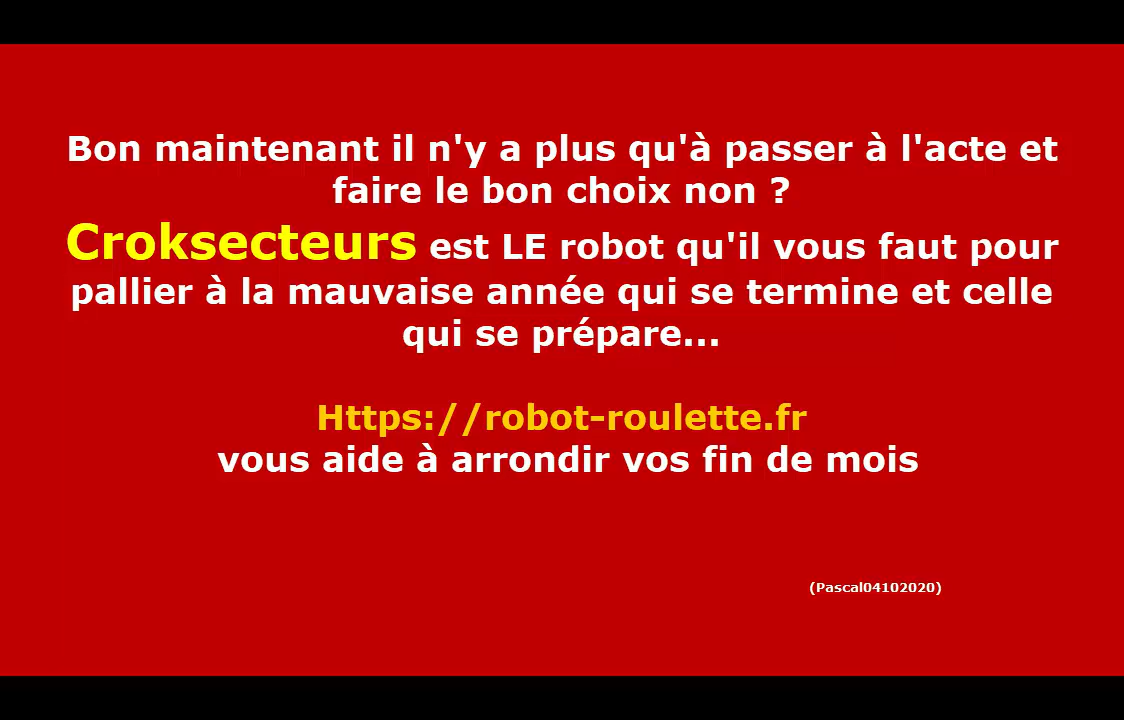 Bon maintenant il n'y a plus qu'à passer à l'acte et
faire le bon choix non ?
Croksecteurs est LE robot qu'il vous faut pour
pallier à la mauvaise année qui se termine et celle
qui se prépare...
Https://robot-roulette.fr
vous aide à arrondir vos fin de mois
(Pascal04102020)